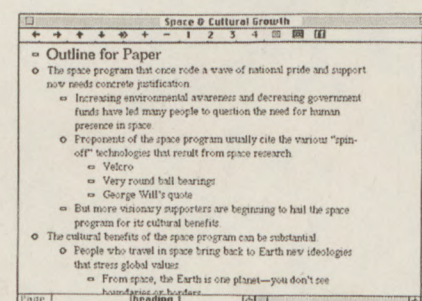 Space & Cultural Growth
+ - 1 2 3 4
Outline for Paper
The space program that once rode a wave of national pride and support
now needs concrete justification
Increasing environmental awareness and decreasing government
funds have led many people to question the need for human
presence in space
Proponents of the space program usually cite the various "spin-
off" technologies that result from space research
Velcro
Very round ball bearings
George Will's quote
But more visionary supporters are beginning to hail the space
program for its cultural benefits
The cultural benefits of the space program can be substantial
People who travel in space bring back to Earth new ideologies
that stress global values
From space, the Earth is one planet—you don't see
boundaries or borders
Page heading